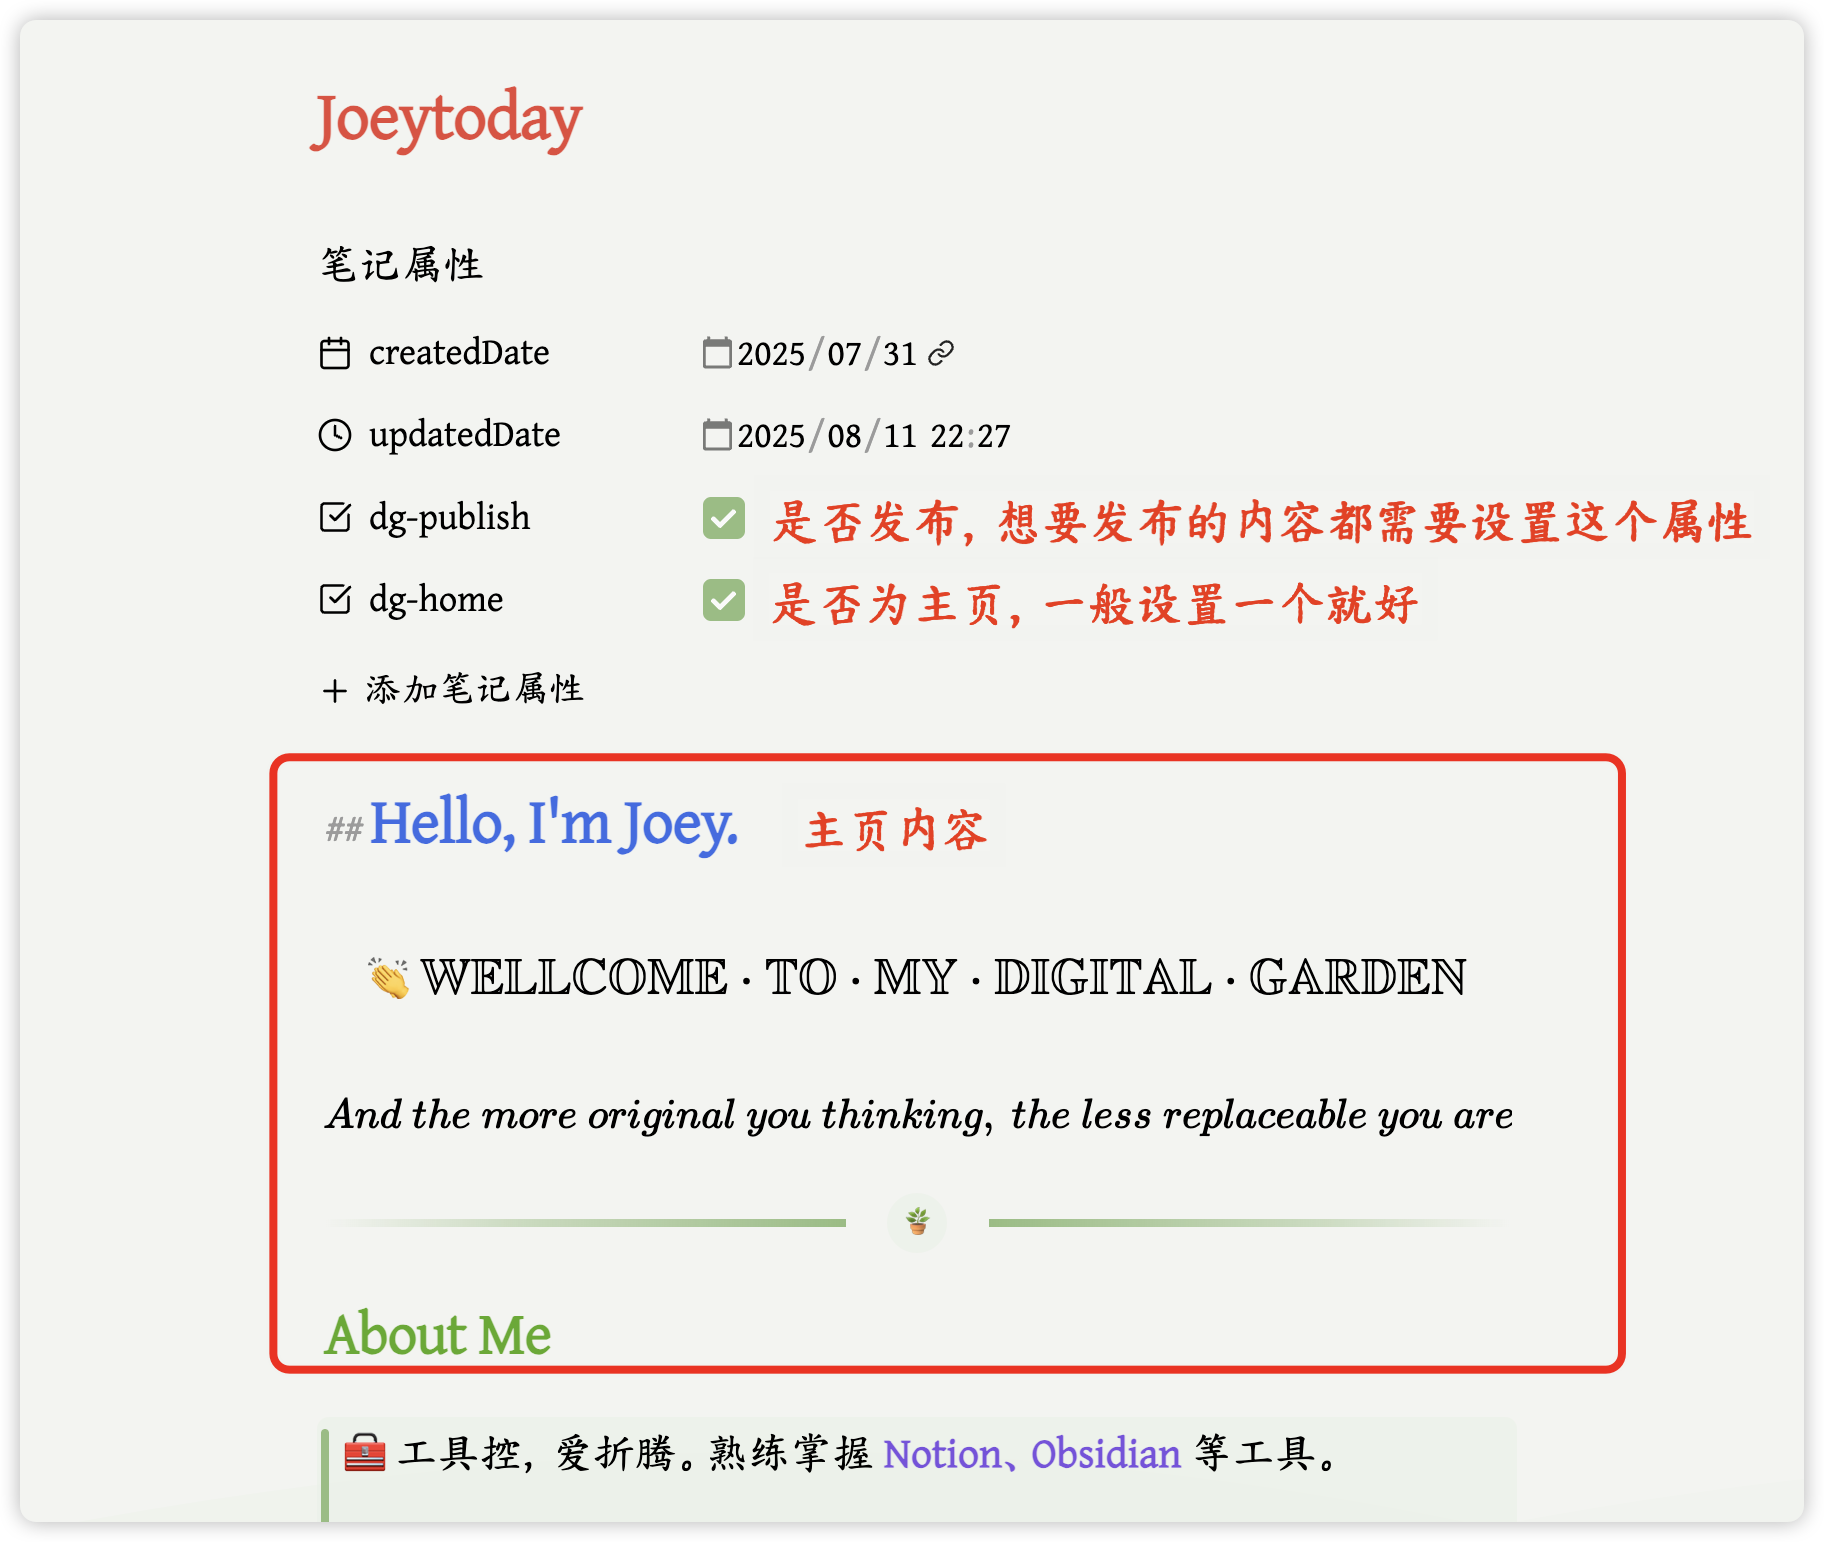 Joeytoday
笔记属性
createdDate 2025/07/31
updatedDate 2025/08/11 22:27
dg-publish 是否发布，想要发布的内容都需要设置这个属性
dg-home 是否为主页，一般设置一个就好
+ 添加笔记属性
## Hello, I'm Joey. 主页内容
👏 𝕎𝔼𝕃𝕃ℂ𝕆𝕄𝔼 · 𝕋𝕆 · 𝕄𝕐 · 𝔻𝕀𝔾𝕀𝕋𝔸𝕃 · 𝔾𝔸ℝ𝔻𝔼ℕ
And the more original you thinking, the less replaceable you are
About Me
🧰 工具控，爱折腾。熟练掌握 Notion、Obsidian 等工具。